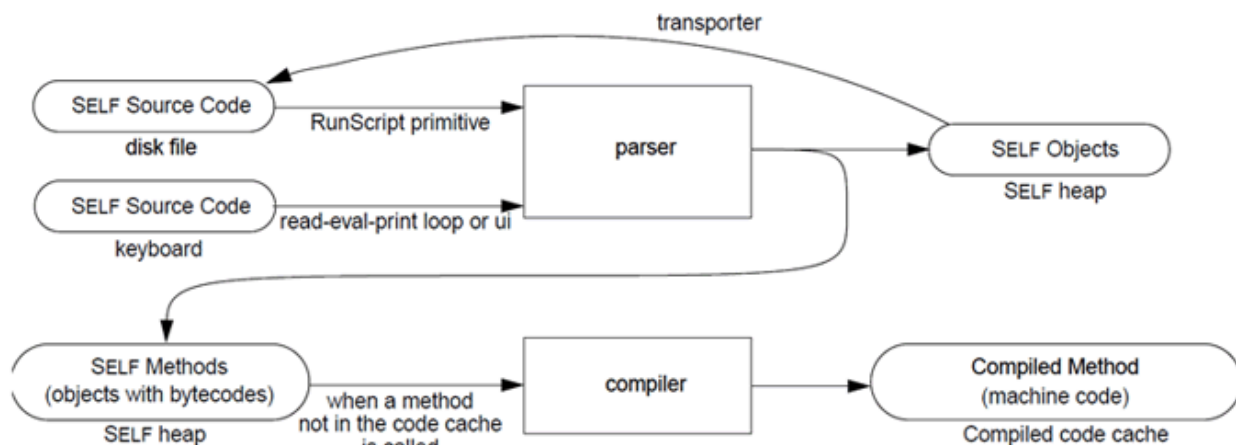 transporter
SELF Source Code
RunScript primitive
disk file
parser
SELF Objects
SELF heap
SELF Source Code
read-eval-print loop or ui
keyboard
SELF Methods
(objects with bytecodes)
SELF heap
when a method
not in the code cache
is called
compiler
Compiled Method
(machine code)
Compiled code cache